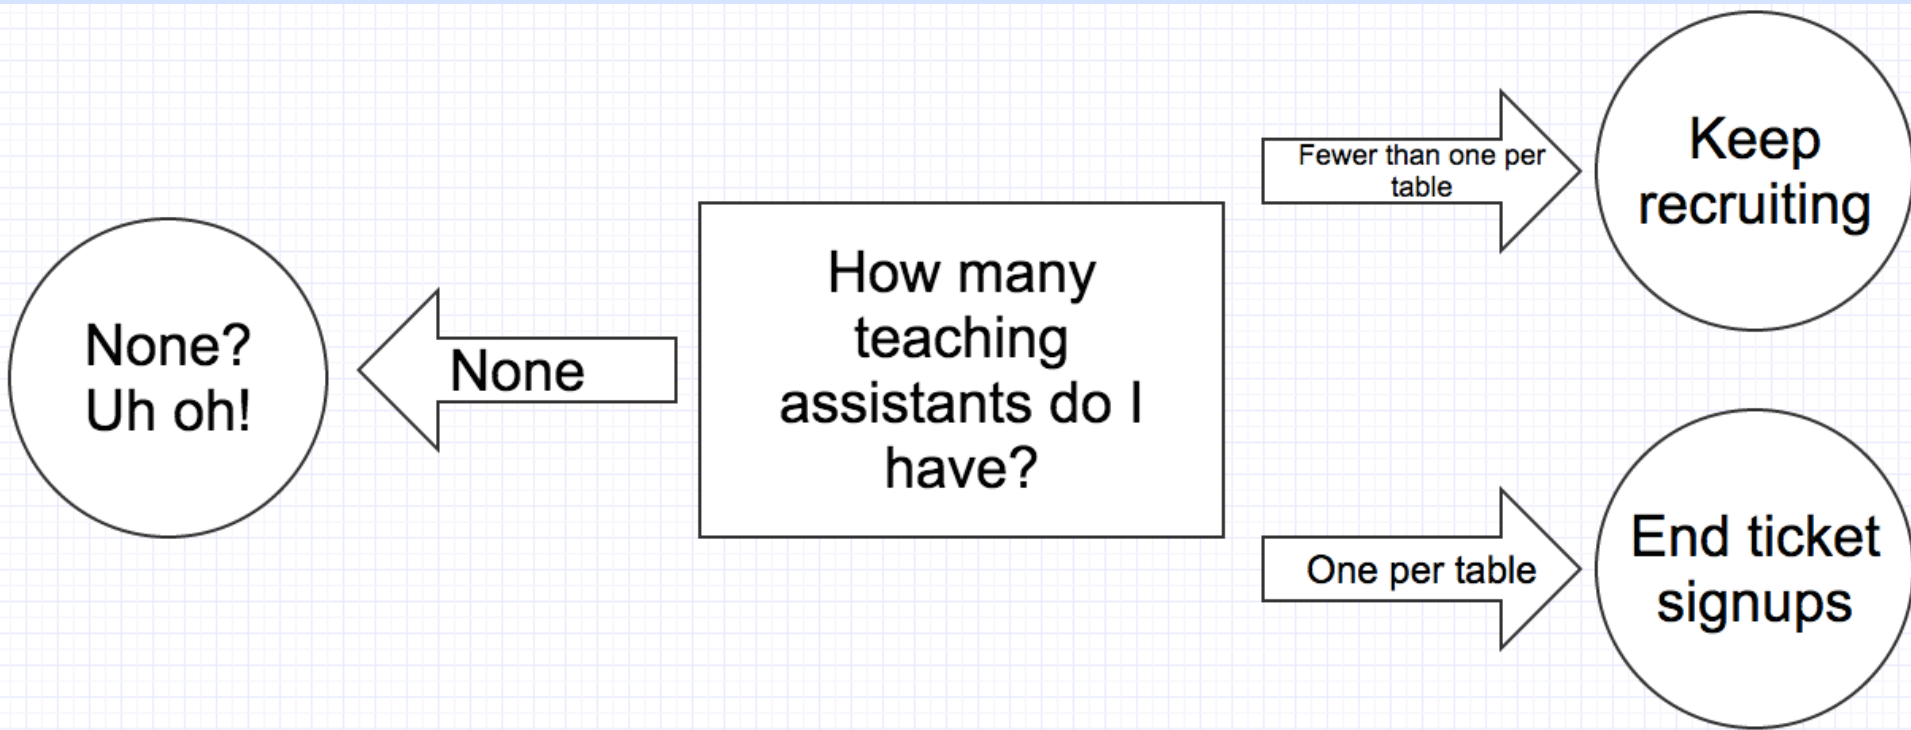 None?
Uh oh!
None
How many
teaching
assistants do I
have?
Fewer than one per
table
Keep
recruiting
One per table
End ticket
signups